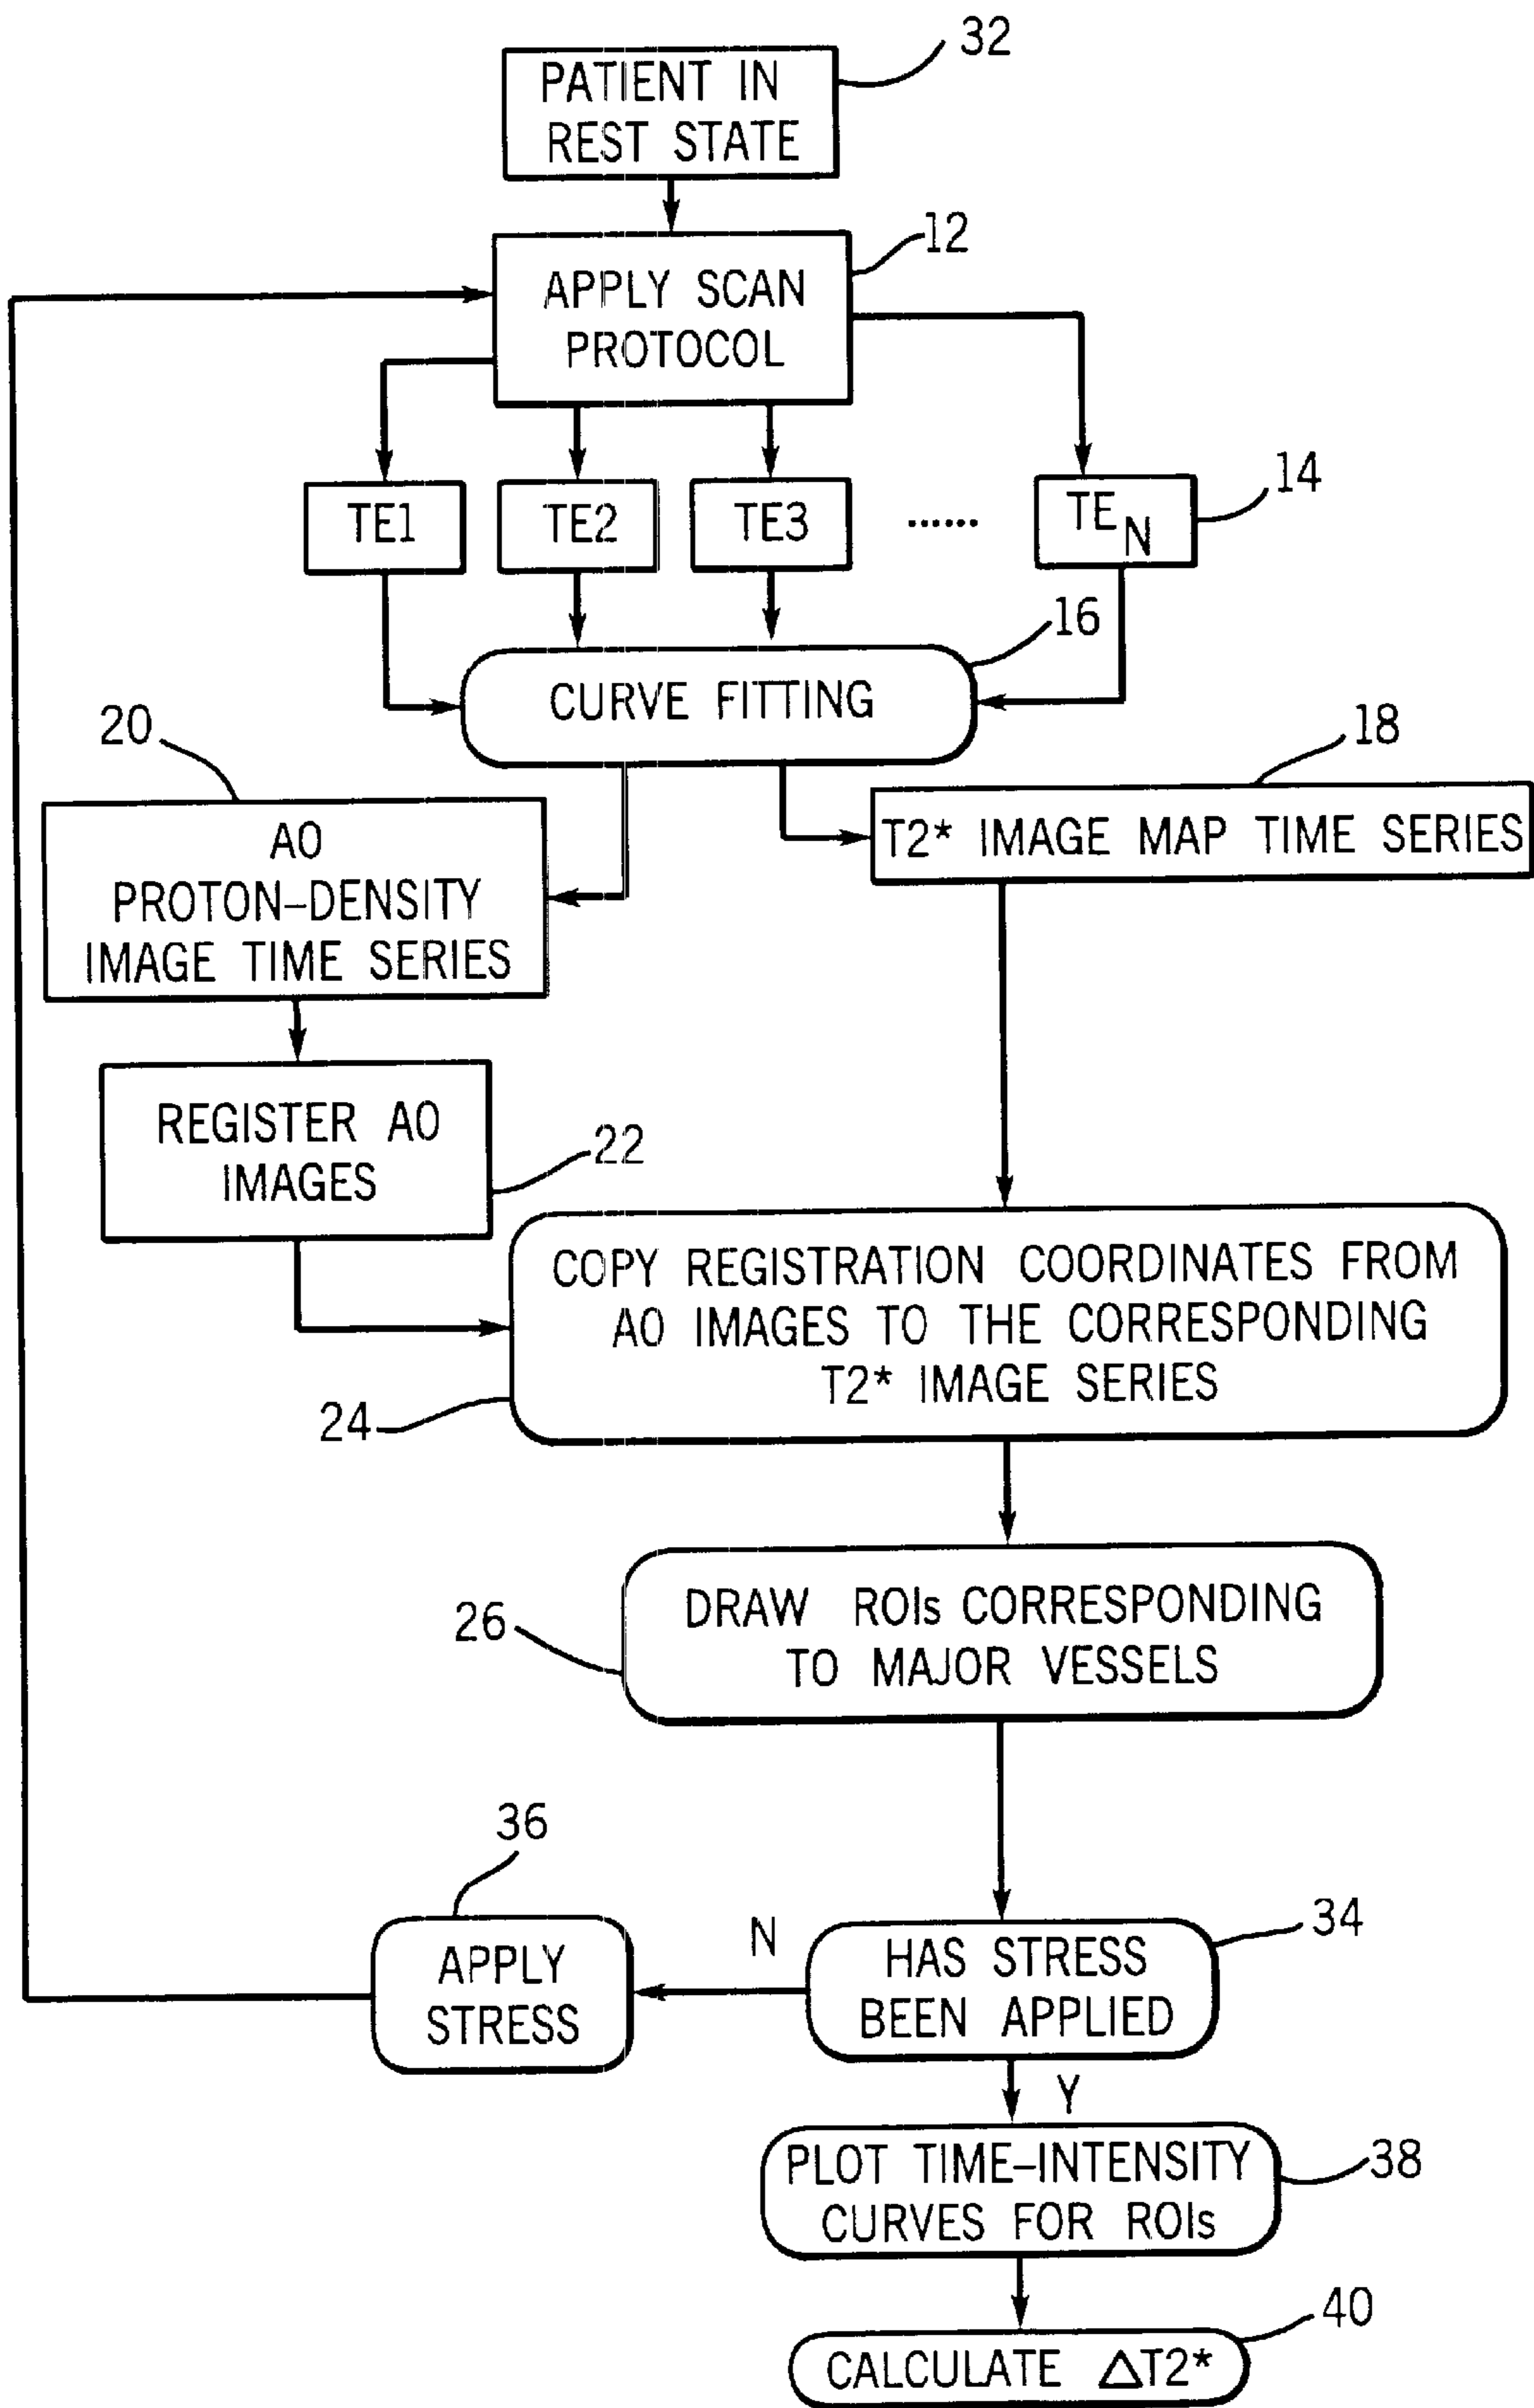 32
PATIENT IN
REST STATE
12
APPLY SCAN
PROTOCOL
14
TE1
TE2
TE3
......
TE N
16
CURVE FITTING
20
18
A0
PROTON-DENSITY
IMAGE TIME SERIES
T2* IMAGE MAP TIME SERIES
REGISTER A0
IMAGES
22
COPY REGISTRATION COORDINATES FROM
A0 IMAGES TO THE CORRESPONDING
T2* IMAGE SERIES
24
DRAW ROIs CORRESPONDING
TO MAJOR VESSELS
26
36
APPLY
STRESS
N
34
HAS STRESS
BEEN APPLIED
Y
PLOT TIME-INTENSITY
CURVES FOR ROIs
38
40
CALCULATE ΔT2*